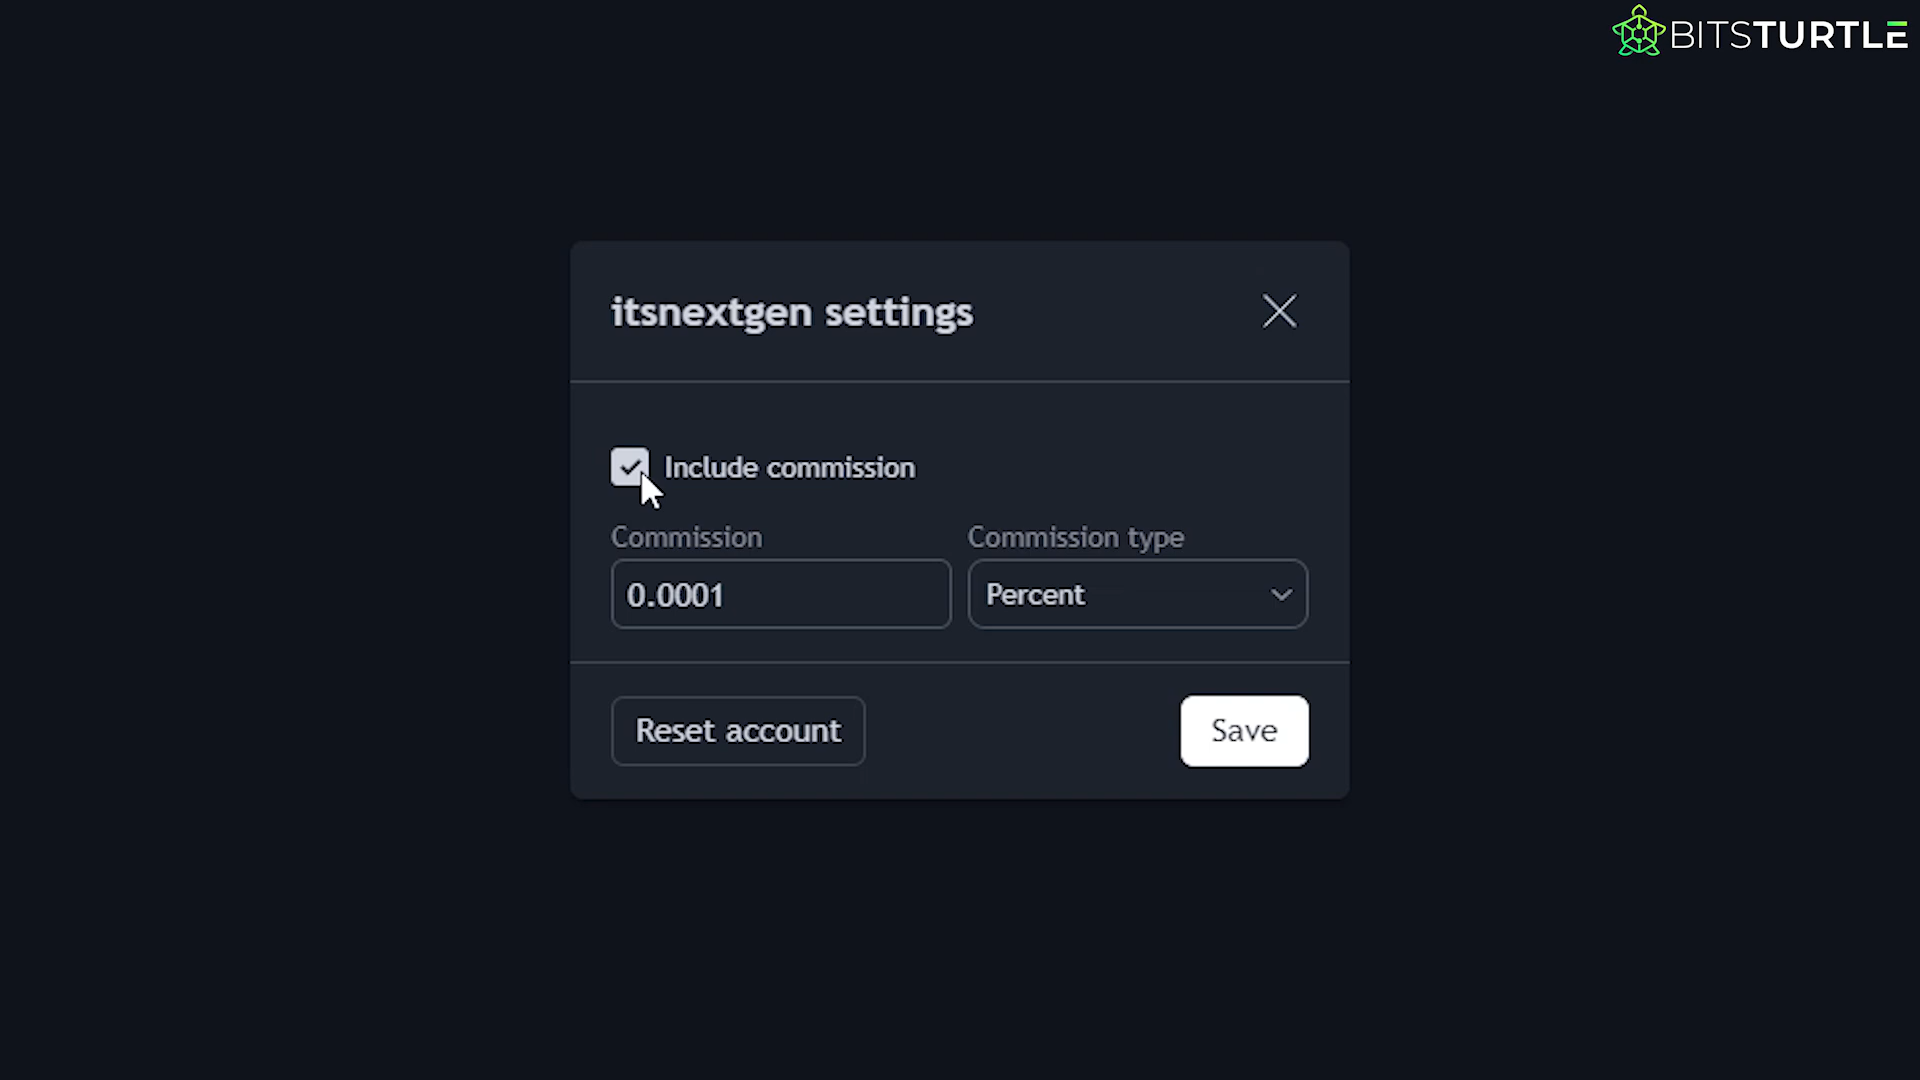 BITSTURTLE
itsnextgen settings
Include commission
Commission
Commission type
0.0001
Percent
Reset account
Save